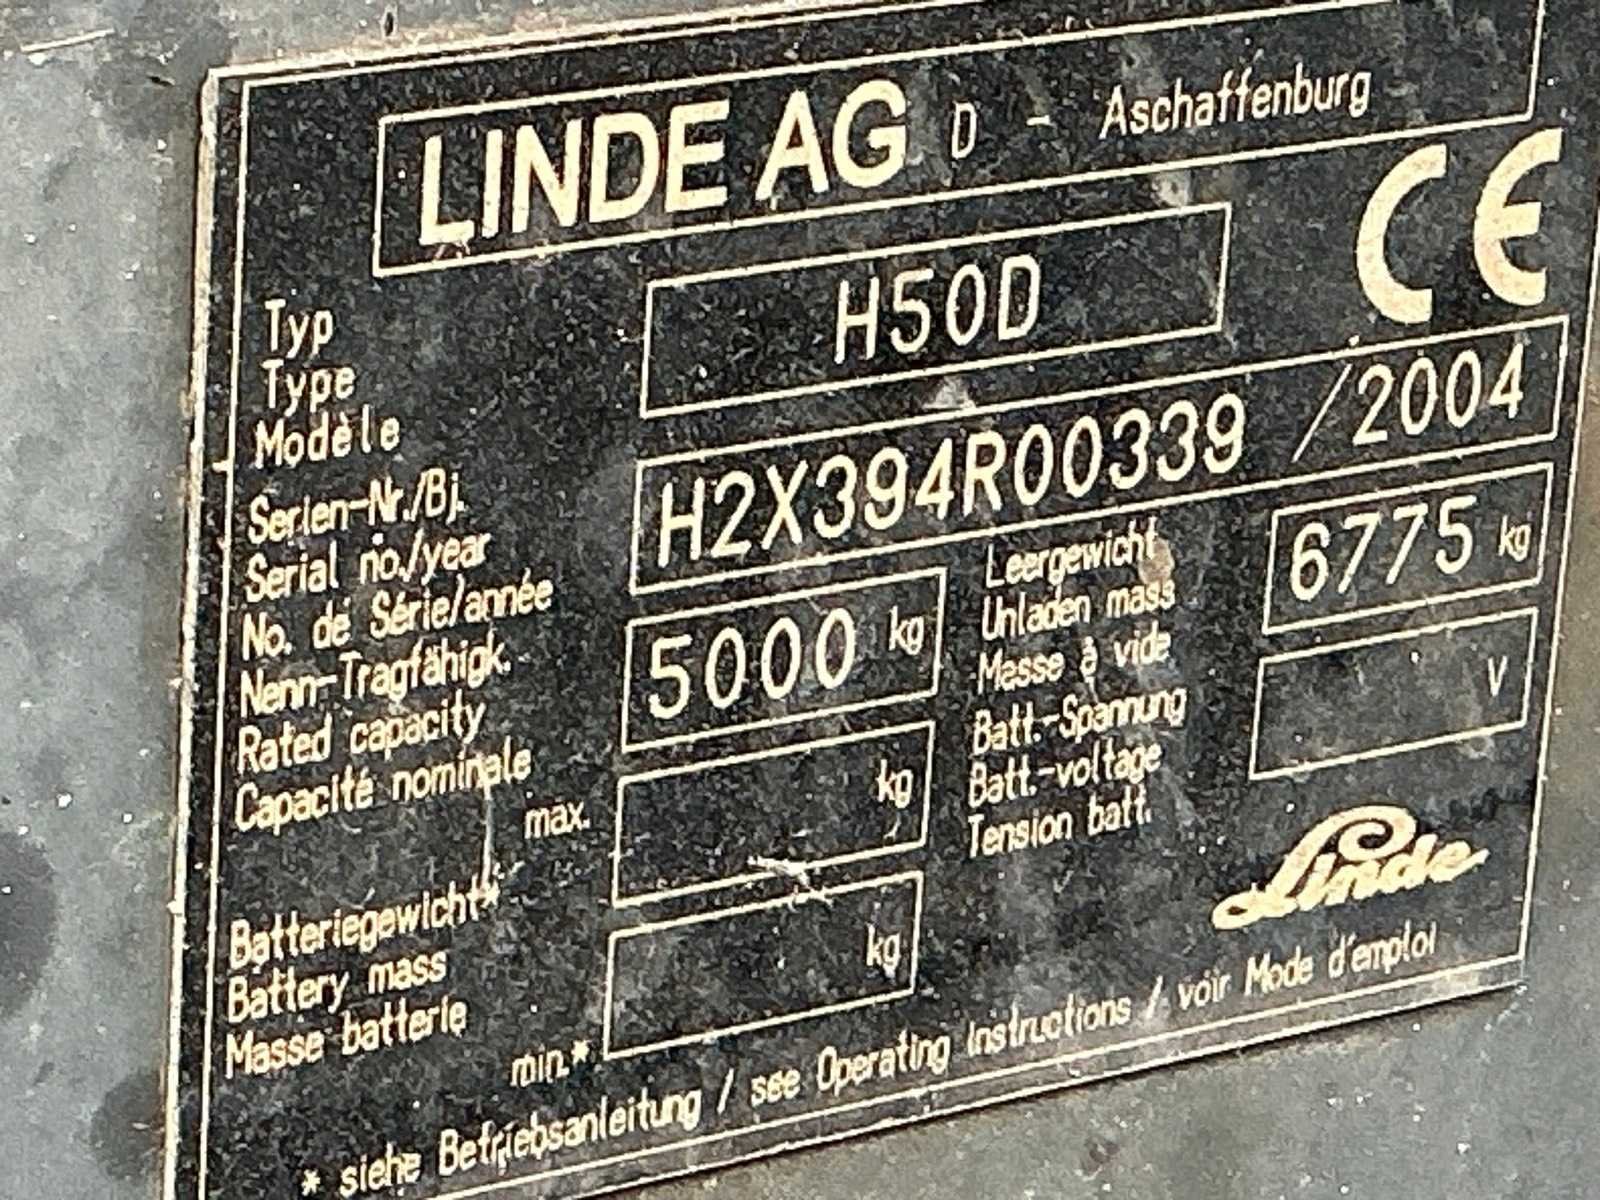 LINDE AG D - Aschaffenburg
CE
Typ
Type
Modèle
H50D
Serien-Nr./Bj.
Serial no./year
No. de Série/année
H2X394R00339 /2004
Nenn-Tragfähigk.
Rated capacity
Capacité nominale
5000 kg
Leergewicht
Unladen mass
Masse à vide
6775 kg
Batt.-Spannung
Batt.-voltage
Tension batt.
V
max.
kg
Batteriegewicht*
Battery mass
Masse batterie
min.*
kg
Linde
* siehe Betriebsanleitung / see Operating Instructions / voir Mode d'emploi